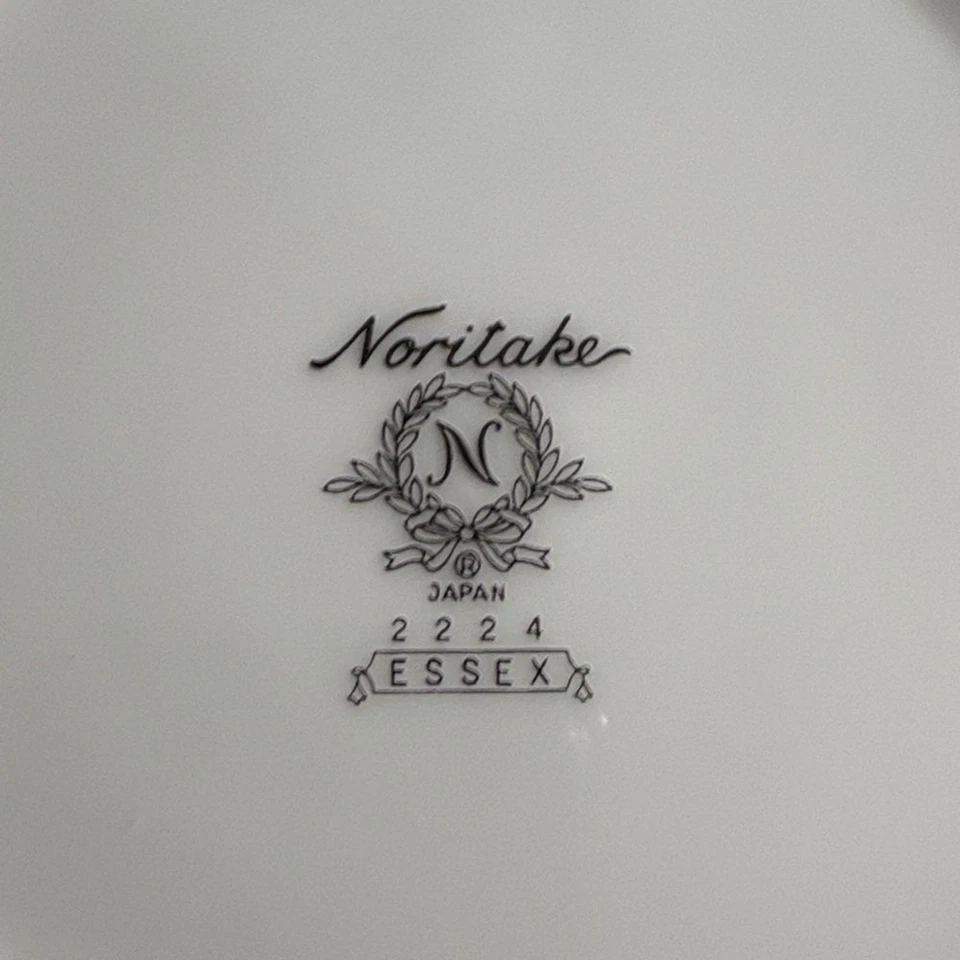 Noritake
N
®
JAPAN
2224
ESSEX